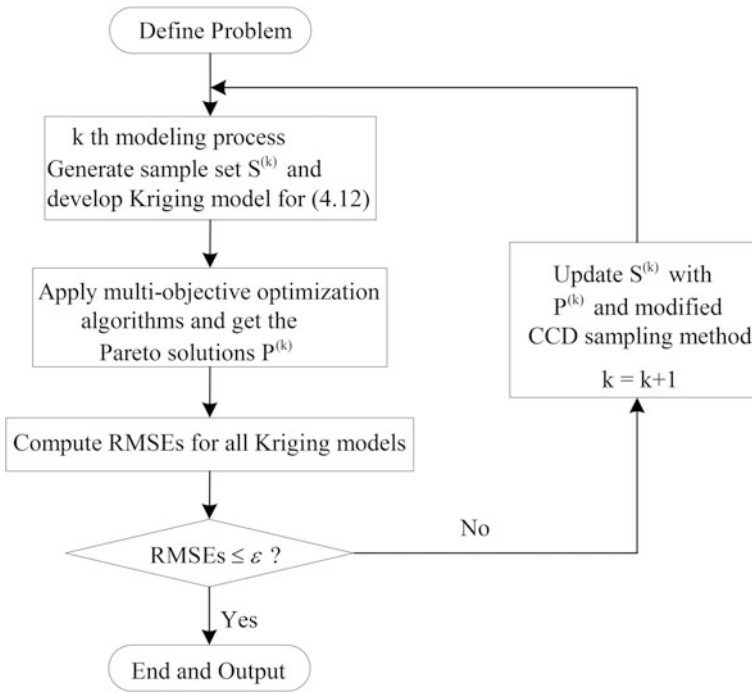 Define Problem
k th modeling process
Generate sample set S^(k) and
develop Kriging model for (4.12)
Apply multi-objective optimization
algorithms and get the
Pareto solutions P^(k)
Compute RMSEs for all Kriging models
RMSEs ≤ ε ?
No
Yes
End and Output
Update S^(k) with
P^(k) and modified
CCD sampling method
k = k+1